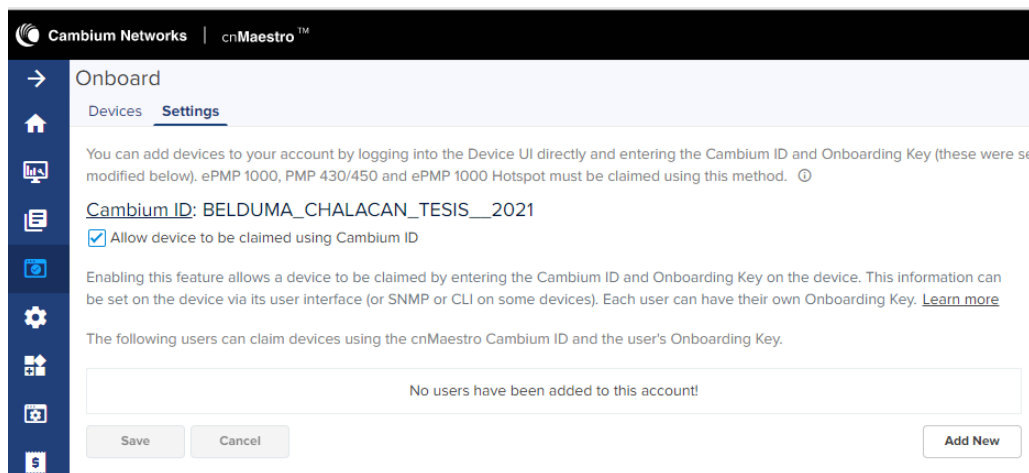 Cambium Networks | cnMaestro™
Onboard
Devices Settings
You can add devices to your account by logging into the Device UI directly and entering the Cambium ID and Onboarding Key (these were
modified below). ePMP 1000, PMP 430/450 and ePMP 1000 Hotspot must be claimed using this method.
Cambium ID: BELDUMA_CHALACAN_TESIS__2021
Allow device to be claimed using Cambium ID
Enabling this feature allows a device to be claimed by entering the Cambium ID and Onboarding Key on the device. This information can
be set on the device via its user interface (or SNMP or CLI on some devices). Each user can have their own Onboarding Key. Learn more
The following users can claim devices using the cnMaestro Cambium ID and the user's Onboarding Key.
No users have been added to this account!
Save Cancel Add New